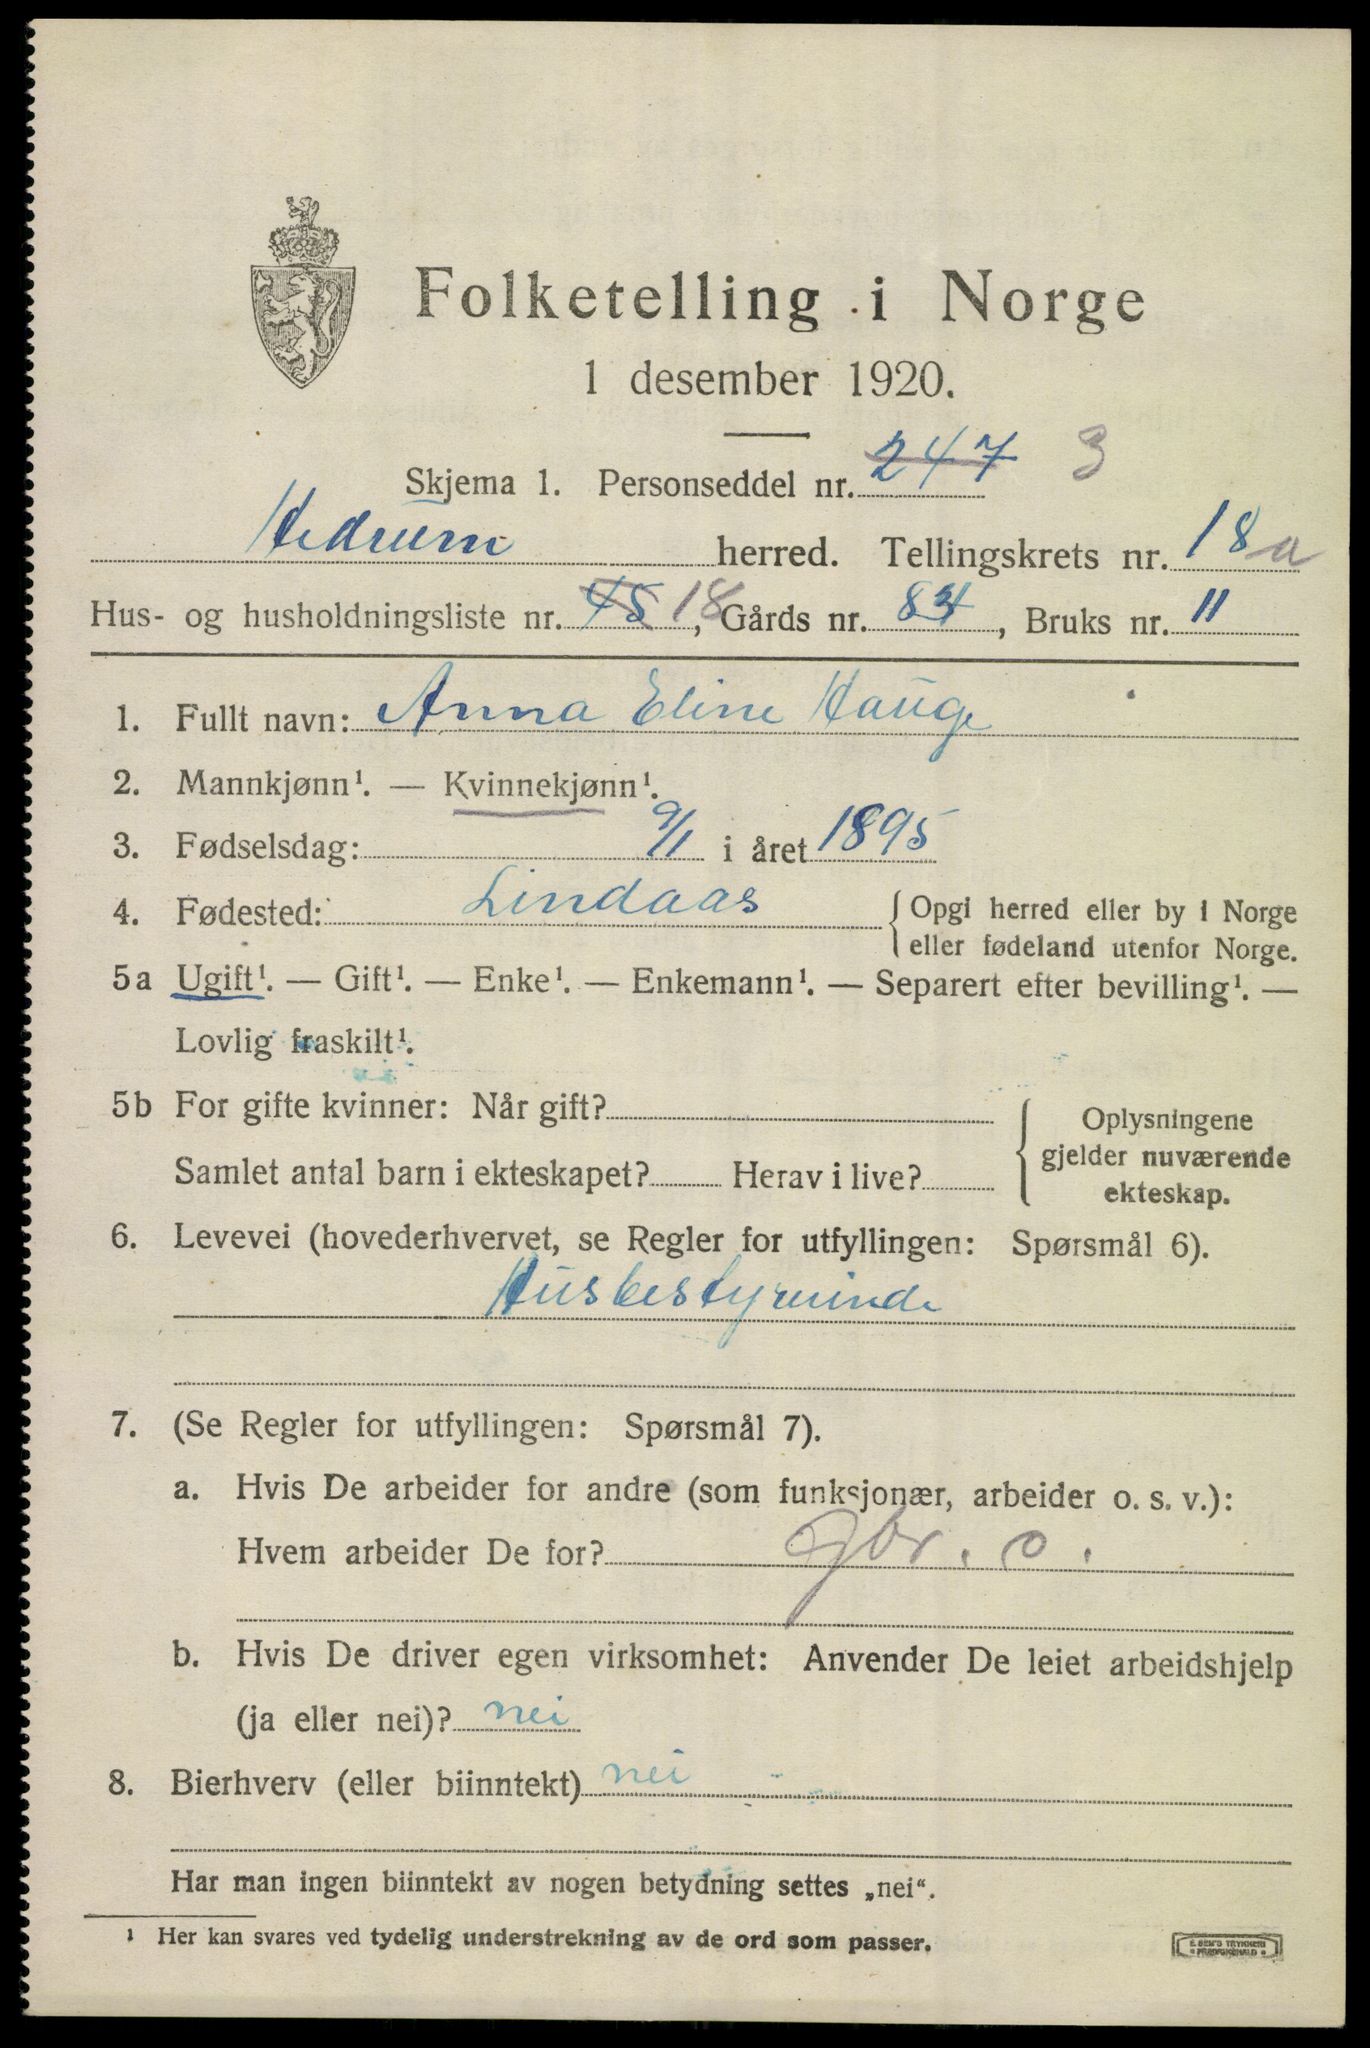 Folketelling i Norge
1 desember 1920.
Skjema 1. Personseddel nr. 247 3
Hedrum herred. Tellingskrets nr. 18a
Hus- og husholdningsliste nr. 45 18, Gårds nr. 84, Bruks nr. 11
1. Fullt navn: Anna Eline Hauge
2. Mannkjønn¹. — Kvinnekjønn¹.
3. Fødselsdag: 9/1 i året 1895
4. Fødested: Lindaas { Opgi herred eller by i Norge
eller fødeland utenfor Norge.
5a Ugift¹. — Gift¹. — Enke¹. — Enkemann¹. — Separert efter bevilling¹. —
Lovlig fraskilt¹.
5b For gifte kvinner: Når gift? { Oplysningene
gjelder nuværende
Samlet antal barn i ekteskapet? Herav i live?
ekteskap.
6. Levevei (hovederhvervet, se Regler for utfyllingen: Spørsmål 6).
Husbestyrerinde
7. (Se Regler for utfyllingen: Spørsmål 7).
a. Hvis De arbeider for andre (som funksjonær, arbeider o. s. v.):
Hvem arbeider De for? Gbr. o.
b. Hvis De driver egen virksomhet: Anvender De leiet arbeidshjelp
(ja eller nei)? nei
8. Bierhverv (eller biinntekt) nei
Har man ingen biinntekt av nogen betydning settes „nei“.
¹ Her kan svares ved tydelig understrekning av de ord som passer.